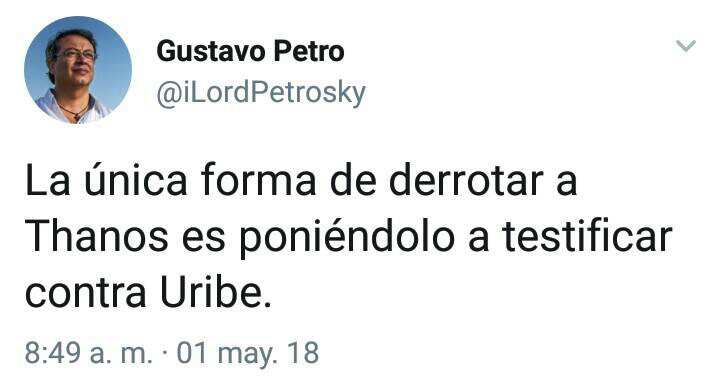 Gustavo Petro
@iLordPetrosky
La única forma de derrotar a
Thanos es poniéndolo a testificar
contra Uribe.
8:49 a. m. · 01 may. 18